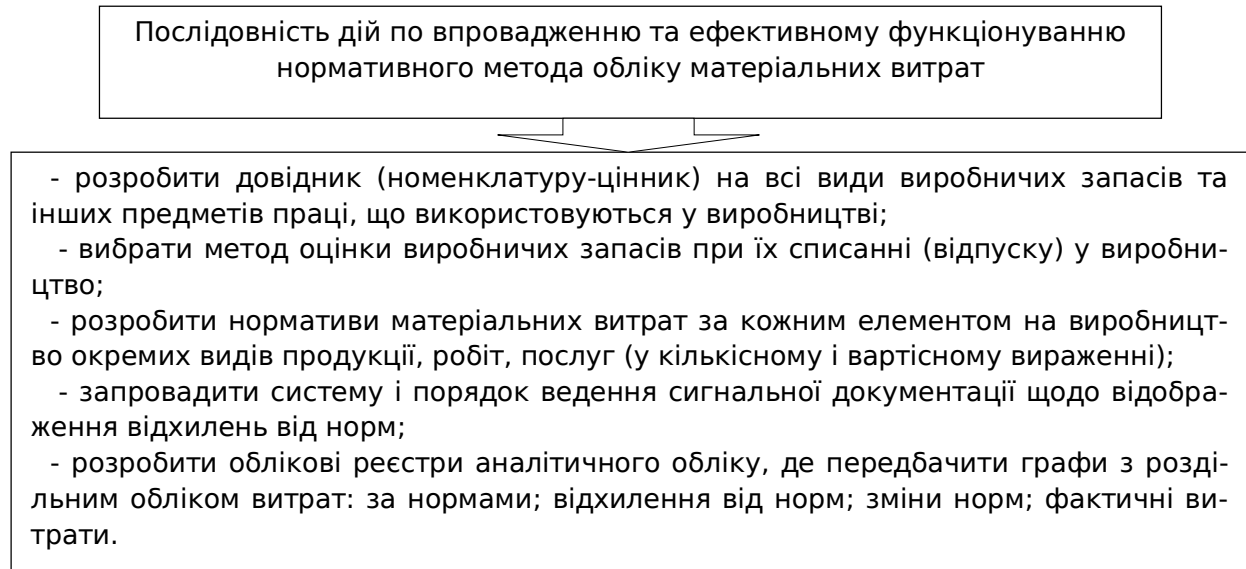 Послідовність дій по впровадженню та ефективному функціонуванню
нормативного метода обліку матеріальних витрат
- розробити довідник (номенклатуру-цінник) на всі види виробничих запасів та
інших предметів праці, що використовуються у виробництві;
- вибрати метод оцінки виробничих запасів при їх списанні (відпуску) у виробни-
цтво;
- розробити нормативи матеріальних витрат за кожним елементом на виробницт-
во окремих видів продукції, робіт, послуг (у кількісному і вартісному вираженні);
- запровадити систему і порядок ведення сигнальної документації щодо відобра-
ження відхилень від норм;
- розробити облікові реєстри аналітичного обліку, де передбачити графи з розді-
льним обліком витрат: за нормами; відхилення від норм; зміни норм; фактичні ви-
трати.